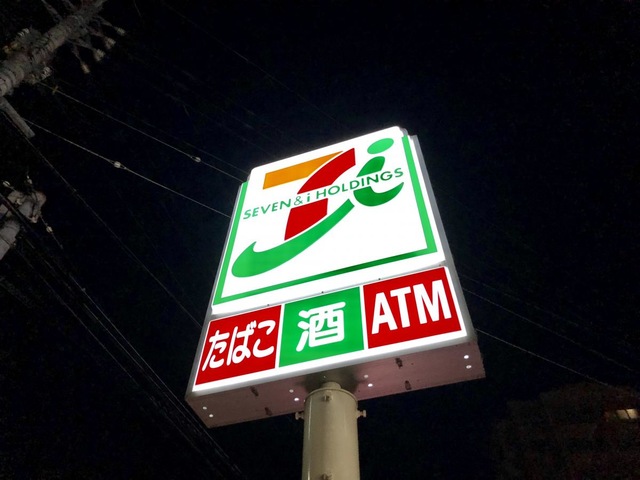 SEVEN & i HOLDINGS
たばこ
酒
ATM